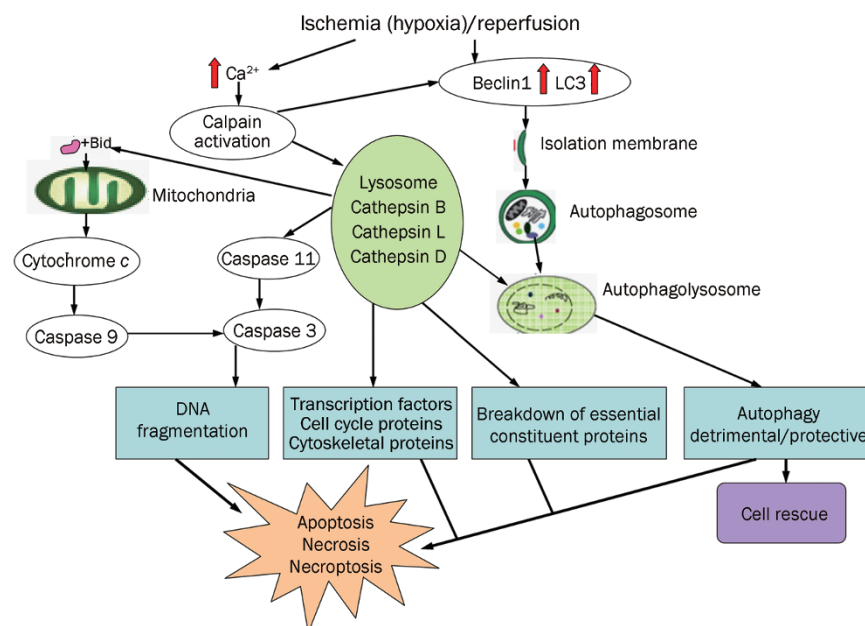 Ischemia (hypoxia)/reperfusion
Ca²⁺
Beclin1 LC3
Calpain
activation
+Bid
Isolation membrane
Mitochondria
Lysosome
Cathepsin B
Cathepsin L
Cathepsin D
Autophagosome
Cytochrome c
Caspase 11
Autophagolysosome
Caspase 9
Caspase 3
DNA
fragmentation
Transcription factors
Cell cycle proteins
Cytoskeletal proteins
Breakdown of essential
constituent proteins
Autophagy
detrimental/protective
Apoptosis
Necrosis
Necroptosis
Cell rescue